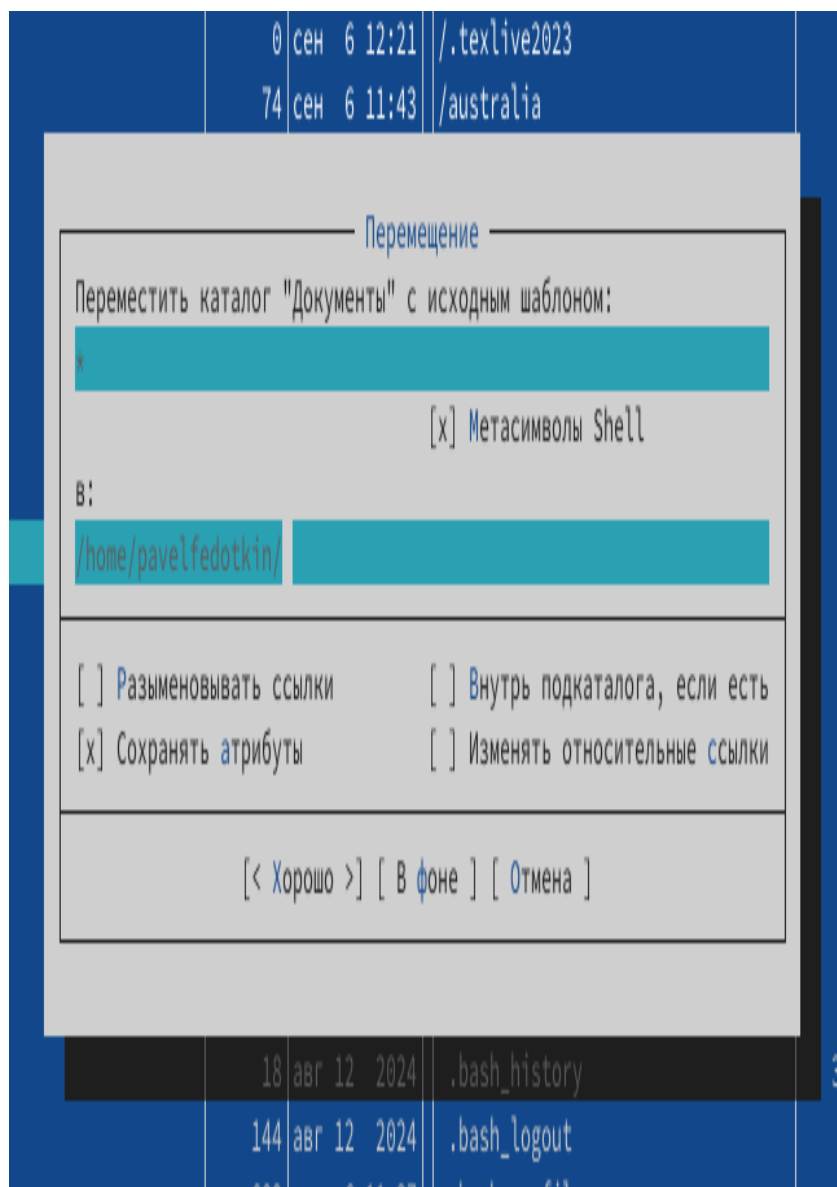 0 сен 6 12:21 /.texlive2023
74 сен 6 11:43 /australia
Перемещение
Переместить каталог "Документы" с исходным шаблоном:
*
[x] Метасимволы Shell
в:
/home/pavelfedotkin/
[ ] Разыменовывать ссылки [ ] Внутрь подкаталога, если есть
[x] Сохранять атрибуты [ ] Изменять относительные ссылки
[< Хорошо >] [ В фоне ] [ Отмена ]
18 авг 12 2024 .bash_history
144 авг 12 2024 .bash_logout